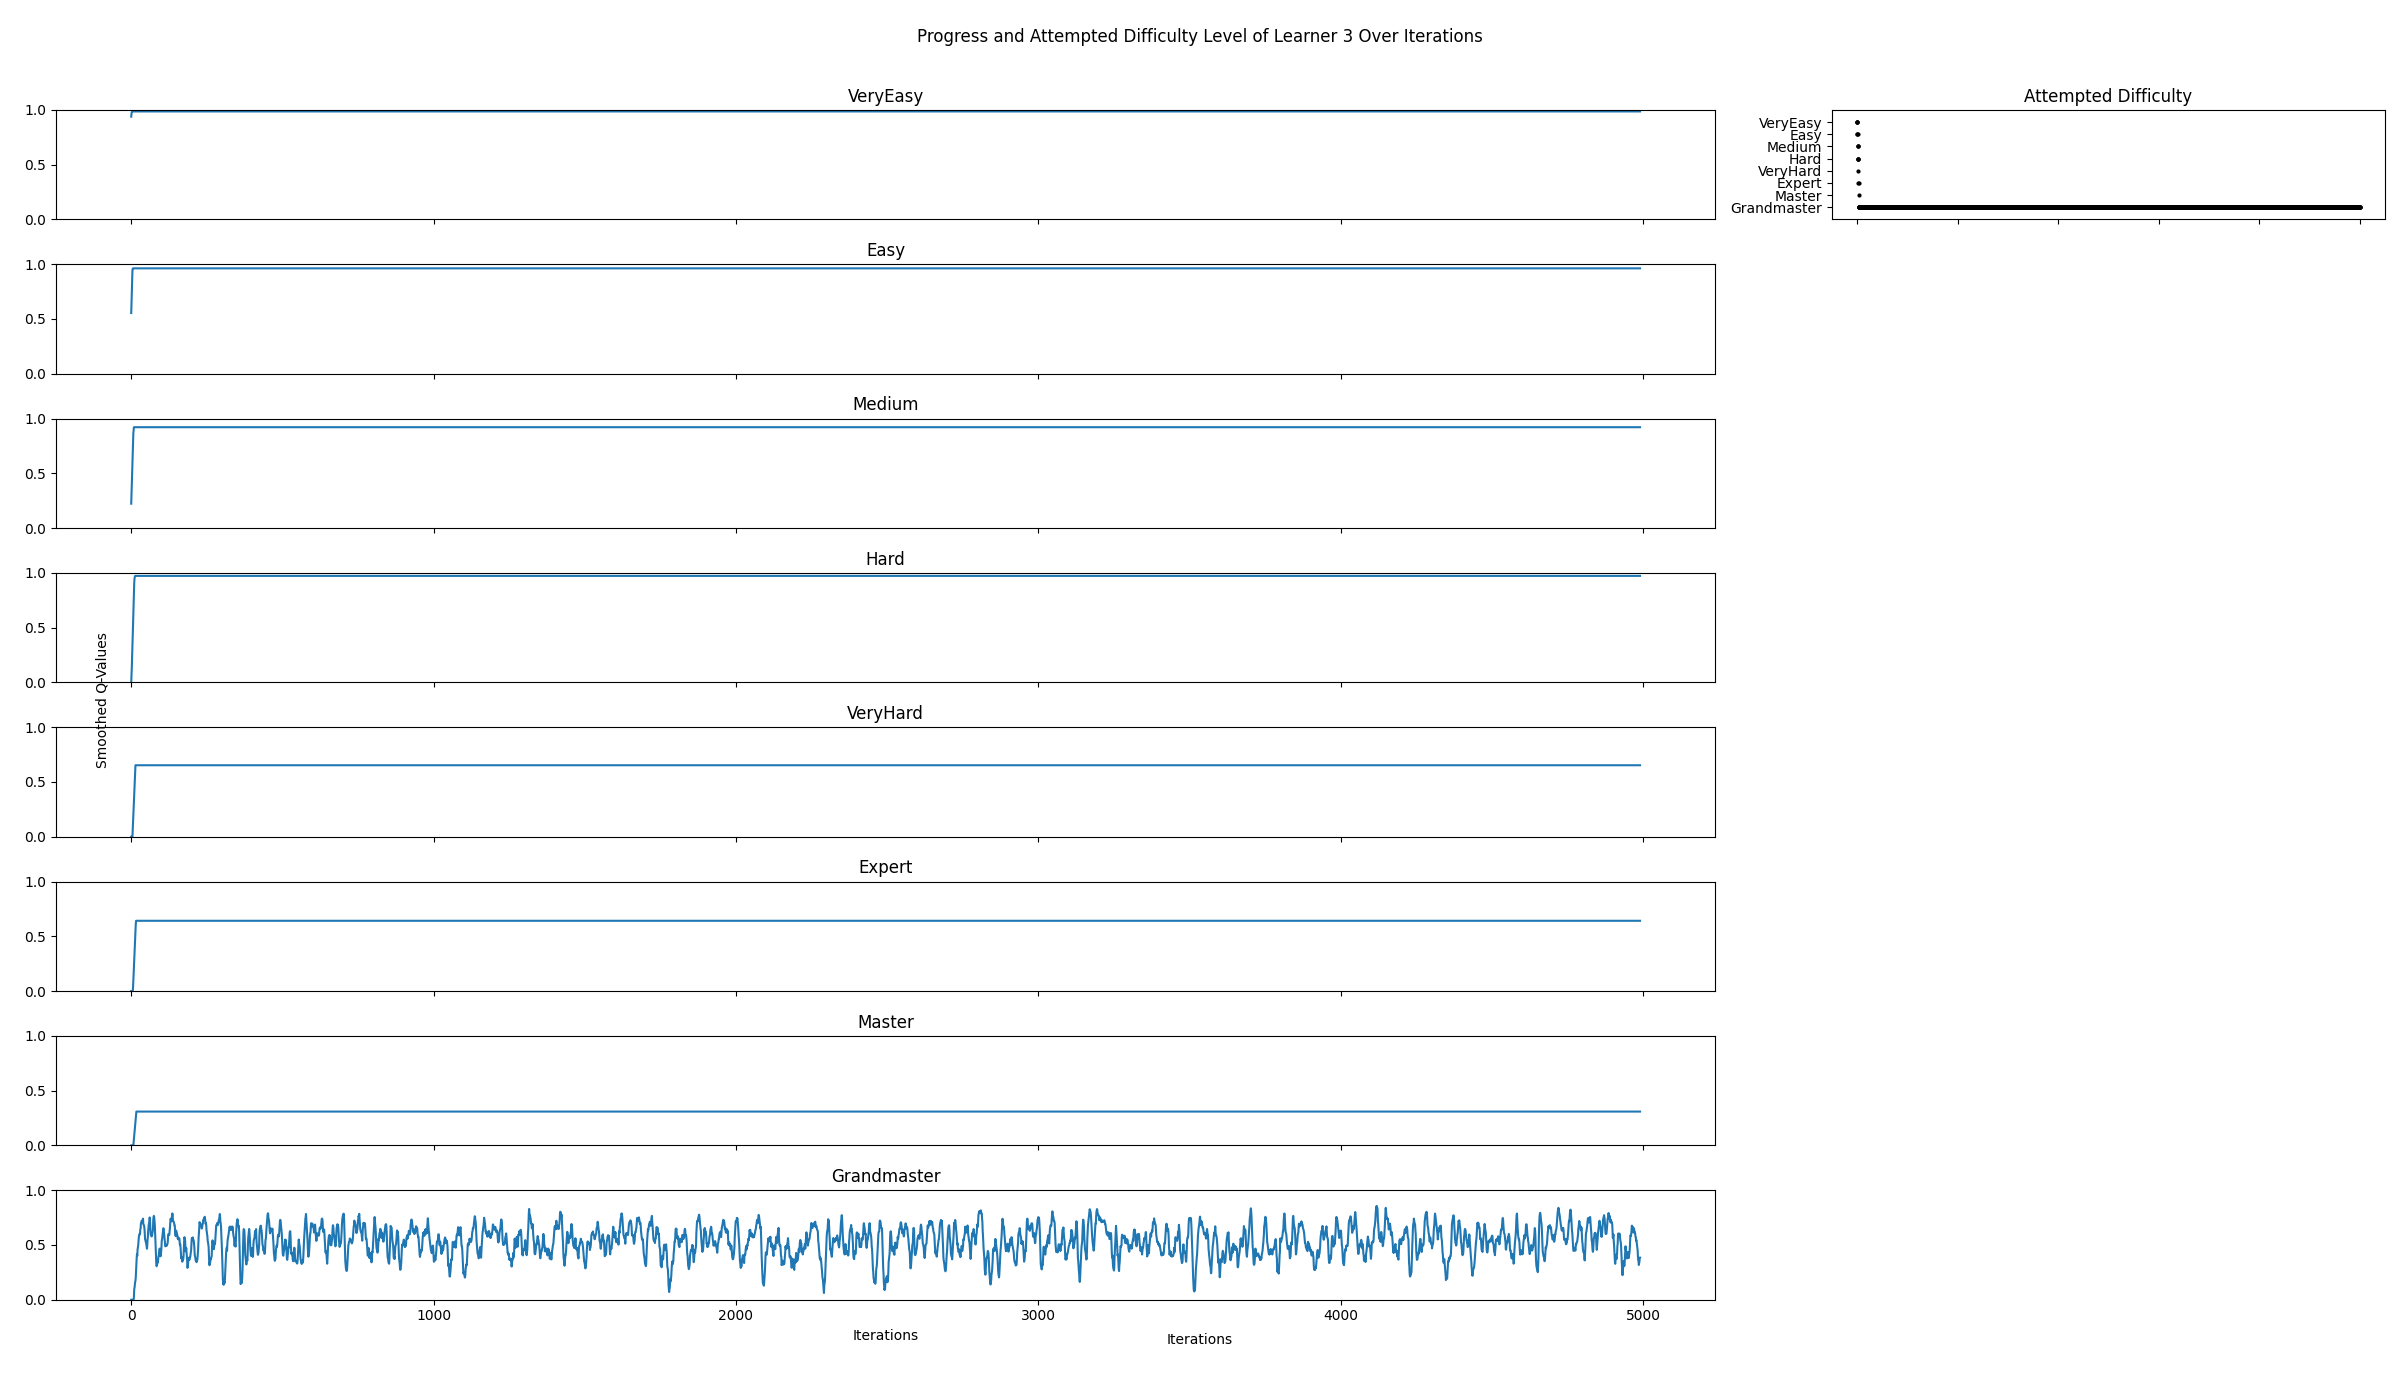 Progress and Attempted Difficulty Level of Learner 3 Over Iterations
VeryEasy
1.0
0.5
0.0
Attempted Difficulty
VeryEasy
Easy
Medium
Hard
VeryHard
Expert
Master
Grandmaster
Easy
1.0
0.5
0.0
Medium
1.0
0.5
0.0
Hard
1.0
0.5
0.0
Smoothed Q-Values
VeryHard
1.0
0.5
0.0
Expert
1.0
0.5
0.0
Master
1.0
0.5
0.0
Grandmaster
1.0
0.5
0.0
0 1000 2000 3000 4000 5000
Iterations
Iterations